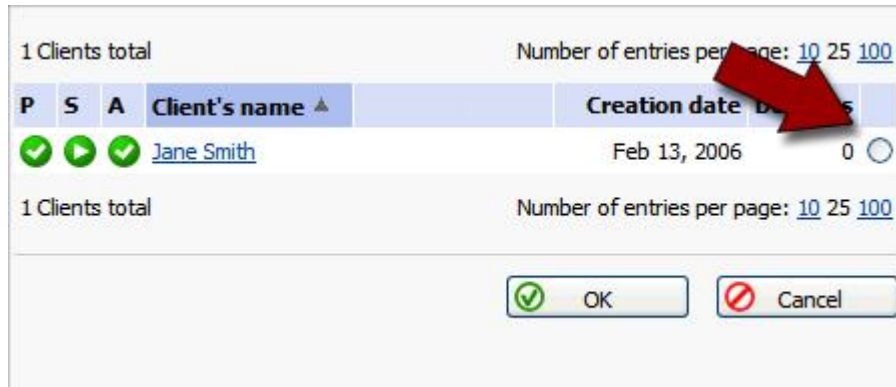 1 Clients total Number of entries per page: 10 25 100
P S A Client's name Creation date
Jane Smith Feb 13, 2006 0
1 Clients total Number of entries per page: 10 25 100
OK Cancel